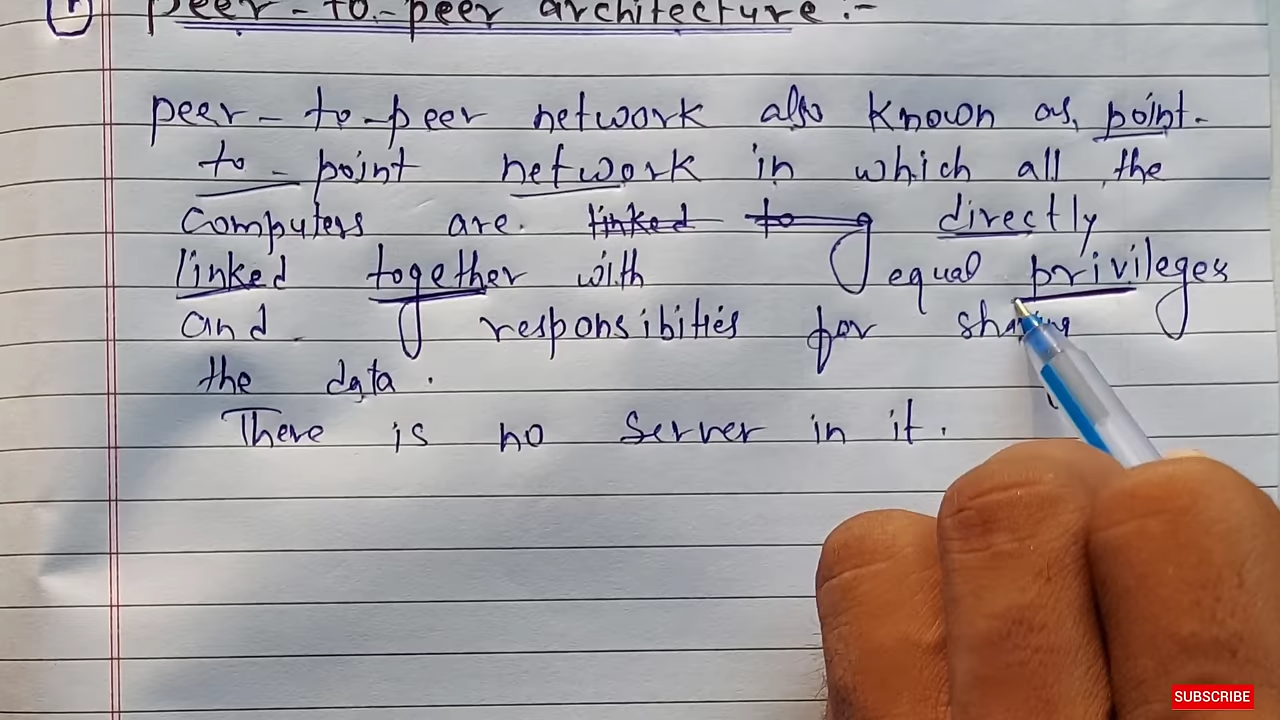 peer-to-peer architecture:-
peer-to-peer network also known as, point-
to-point network in which all the
computers are. linked to directly
linked together with equal privileges
and responsibities for sharing
the data.
There is no server in it.
SUBSCRIBE